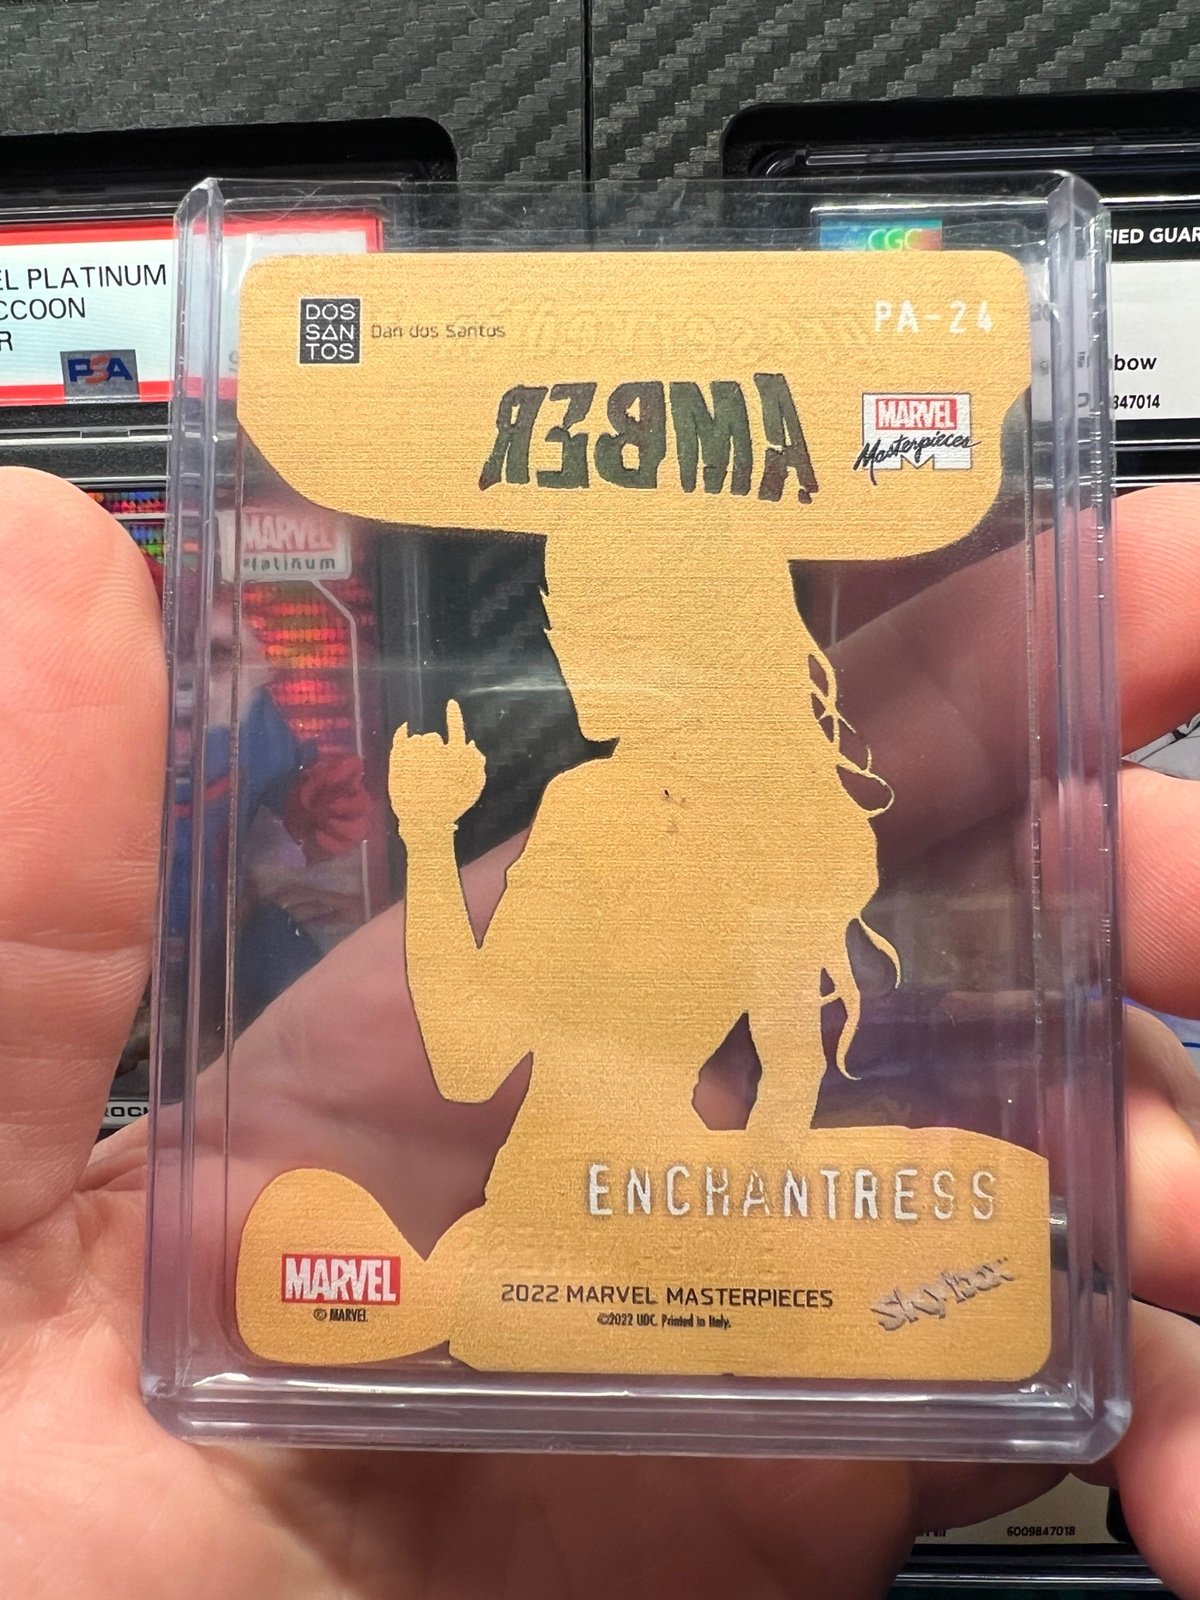 EL PLATINUM
CCOON
R
PSA
CGC
FIED GUAR
bow
847014
DOS
SAN
TOS
Dan dos Santos
PA-24
AMBER
MARVEL
Masterpieces
MARVEL
Platinum
ENCHANTRESS
MARVEL
© MARVEL
2022 MARVEL MASTERPIECES
©2022 UDC. Printed in Italy.
SkyBox
ROCK
6009847018